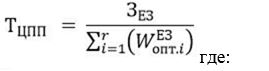 Т_ЦПП = З_ЕЗ / ∑_{i=1}^{r} (W_{опт.i}^{ЕЗ}) где: